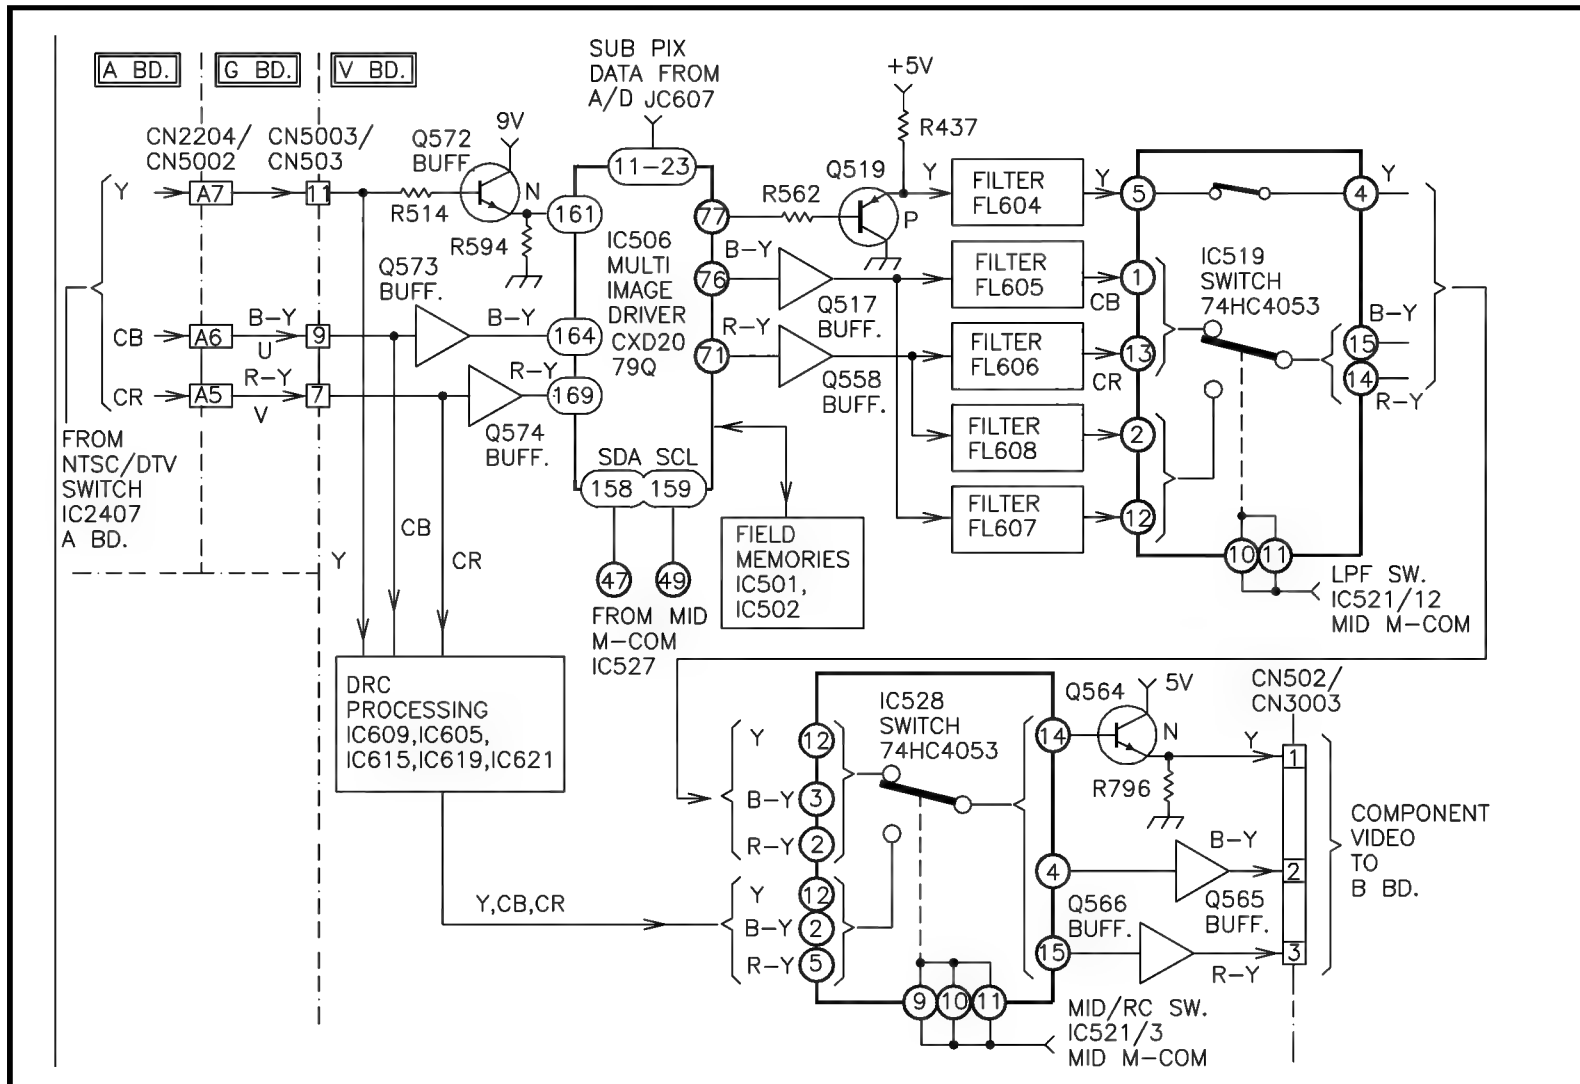 A BD.
G BD.
V BD.
SUB PIX
DATA FROM
A/D JC607
+5V
CN2204/
CN5002
CN5003/
CN503
Q572
BUFF
9V
11-23
Q519
R437
Y
A7
11
R514
N
161
R594
77
R562
P
Y
FILTER
FL604
Y
5
4
Y
Q573
BUFF.
IC506
MULTI
IMAGE
DRIVER
CXD20
79Q
B-Y
76
Q517
BUFF.
FILTER
FL605
1
CB
IC519
SWITCH
74HC4053
CB
A6
B-Y
U
9
B-Y
164
R-Y
71
Q558
BUFF.
FILTER
FL606
13
CR
B-Y
15
14
R-Y
CR
A5
R-Y
V
7
R-Y
169
Q574
BUFF.
FILTER
FL608
2
FROM
NTSC/DTV
SWITCH
IC2407
A BD.
SDA SCL
158
159
FILTER
FL607
12
10
11
Y
CB
CR
47
49
FROM MID
M-COM
IC527
FIELD
MEMORIES
IC501,
IC502
LPF SW.
IC521/12
MID M-COM
DRC
PROCESSING
IC609,IC605,
IC615,IC619,IC621
Y
12
B-Y
3
R-Y
2
IC528
SWITCH
74HC4053
14
Q564
5V
N
R796
Y
CN502/
CN3003
1
Y,CB,CR
Y
12
B-Y
2
R-Y
5
4
B-Y
Q565
BUFF.
2
Q566
BUFF.
15
R-Y
3
COMPONENT
VIDEO
TO
B BD.
9
10
11
MID/RC SW.
IC521/3
MID M-COM